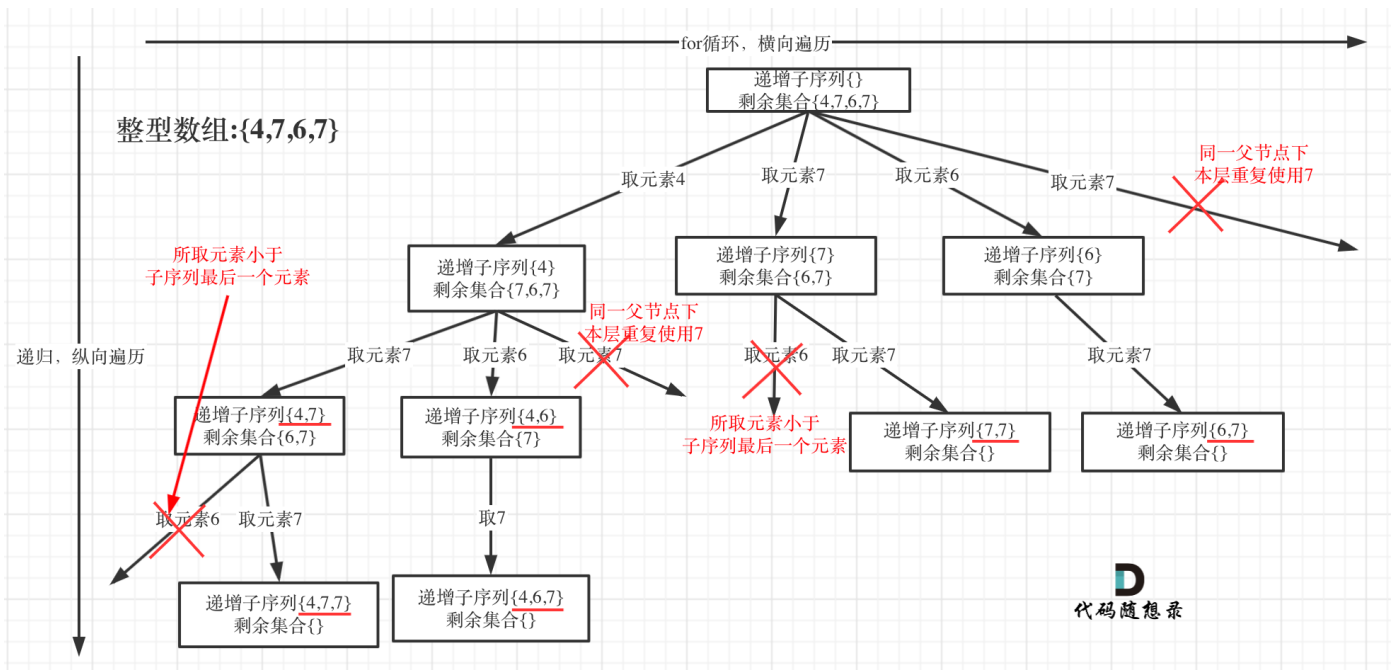 for循环，横向遍历
递增子序列{}
剩余集合{4,7,6,7}
整型数组:{4,7,6,7}
同一父节点下
本层重复使用7
取元素4
取元素7
取元素6
取元素7
所取元素小于
子序列最后一个元素
递增子序列{4}
剩余集合{7,6,7}
递增子序列{7}
剩余集合{6,7}
递增子序列{6}
剩余集合{7}
同一父节点下
本层重复使用7
递归，纵向遍历
取元素7
取元素6
取元素7
取元素6
取元素7
取元素7
递增子序列{4,7}
剩余集合{6,7}
递增子序列{4,6}
剩余集合{7}
所取元素小于
子序列最后一个元素
递增子序列{7,7}
剩余集合{}
递增子序列{6,7}
剩余集合{}
取元素6
取元素7
取7
递增子序列{4,7,7}
剩余集合{}
递增子序列{4,6,7}
剩余集合{}
代码随想录